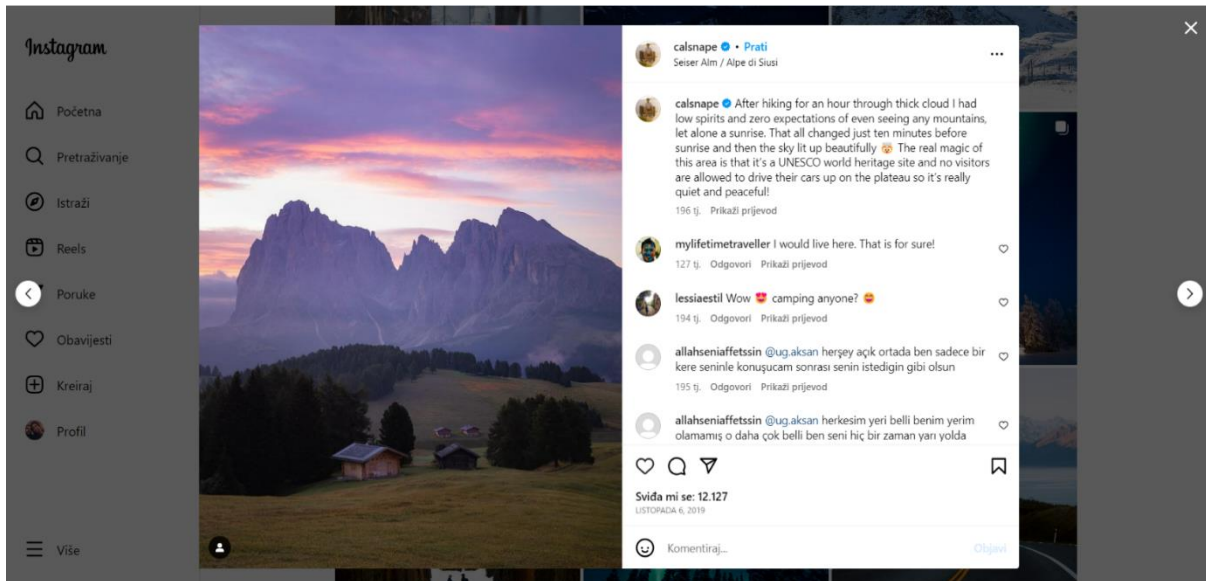 Instagram
Početna
Pretraživanje
Istraži
Reels
Poruke
Obavijesti
Kreiraj
Profil
Više
calsnape • Prati
Seiser Alm / Alpe di Siusi
calsnape After hiking for an hour through thick cloud I had
low spirits and zero expectations of even seeing any mountains,
let alone a sunrise. That all changed just ten minutes before
sunrise and then the sky lit up beautifully 🤯 The real magic of
this area is that it's a UNESCO world heritage site and no visitors
are allowed to drive their cars up on the plateau so it's really
quiet and peaceful!
196 tj. Prikaži prijevod
mylifetimetraveller I would live here. That is for sure!
127 tj. Odgovori Prikaži prijevod
lessiaestil Wow 😍 camping anyone? 😄
194 tj. Odgovori Prikaži prijevod
allahseniaffetssin @ug.aksan herşey açık ortada ben sadece bir
kere seninle konuşucam sonrası senin istedigin gibi olsun
195 tj. Odgovori Prikaži prijevod
allahseniaffetssin @ug.aksan herkesim yeri belli benim yerim
olamamış o daha çok belli ben seni hiç bir zaman yarı yolda
Sviđa mi se: 12.127
LISTOPADA 6, 2019
Komentiraj...
Objavi